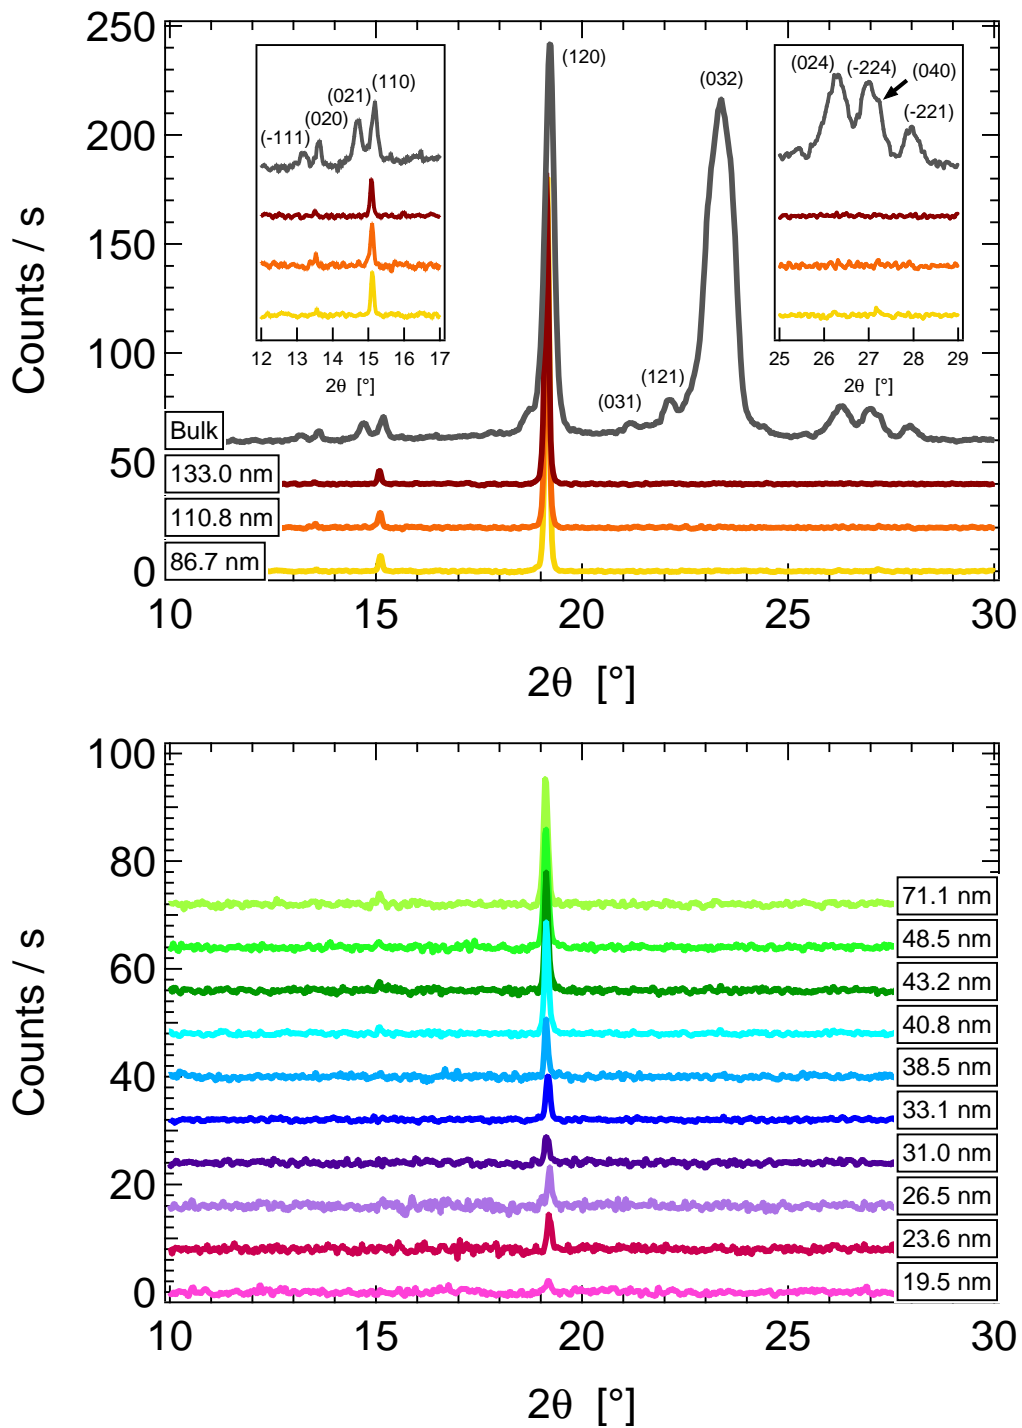 250
200
150
100
50
0
Counts / s
(-111)
(020)
(021)
(110)
12 13 14 15 16 17
2θ [°]
(120)
(031)
(121)
(032)
(024)
(-224)
(040)
(-221)
25 26 27 28 29
2θ [°]
Bulk
133.0 nm
110.8 nm
86.7 nm
10 15 20 25 30
2θ [°]
100
80
60
40
20
0
Counts / s
71.1 nm
48.5 nm
43.2 nm
40.8 nm
38.5 nm
33.1 nm
31.0 nm
26.5 nm
23.6 nm
19.5 nm
10 15 20 25 30
2θ [°]